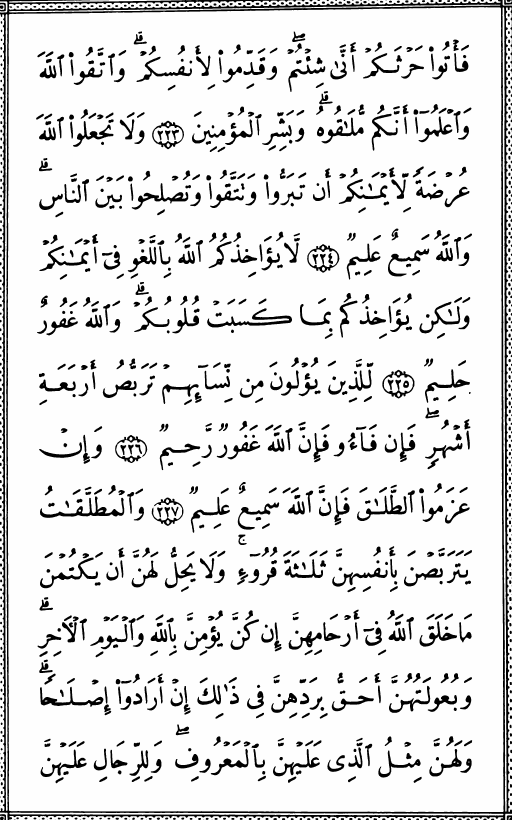 فَأْتُوا۟ حَرْثَكُمْ أَنَّىٰ شِئْتُمْ ۖ وَقَدِّمُوا۟ لِأَنفُسِكُمْ ۚ وَٱتَّقُوا۟ ٱللَّهَ
وَٱعْلَمُوٓا۟ أَنَّكُم مُّلَـٰقُوهُ ۗ وَبَشِّرِ ٱلْمُؤْمِنِينَ ٢٢٣ وَلَا تَجْعَلُوا۟ ٱللَّهَ
عُرْضَةً لِّأَيْمَـٰنِكُمْ أَن تَبَرُّوا۟ وَتَتَّقُوا۟ وَتُصْلِحُوا۟ بَيْنَ ٱلنَّاسِ ۗ
وَٱللَّهُ سَمِيعٌ عَلِيمٌ ٢٢٤ لَّا يُؤَاخِذُكُمُ ٱللَّهُ بِٱللَّغْوِ فِىٓ أَيْمَـٰنِكُمْ
وَلَـٰكِن يُؤَاخِذُكُم بِمَا كَسَبَتْ قُلُوبُكُمْ ۗ وَٱللَّهُ غَفُورٌ
حَلِيمٌ ٢٢٥ لِّلَّذِينَ يُؤْلُونَ مِن نِّسَآئِهِمْ تَرَبُّصُ أَرْبَعَةِ
أَشْهُرٍ ۖ فَإِن فَآءُو فَإِنَّ ٱللَّهَ غَفُورٌ رَّحِيمٌ ٢٢٦ وَإِنْ
عَزَمُوا۟ ٱلطَّلَـٰقَ فَإِنَّ ٱللَّهَ سَمِيعٌ عَلِيمٌ ٢٢٧ وَٱلْمُطَلَّقَـٰتُ
يَتَرَبَّصْنَ بِأَنفُسِهِنَّ ثَلَـٰثَةَ قُرُوٓءٍ ۚ وَلَا يَحِلُّ لَهُنَّ أَن يَكْتُمْنَ
مَا خَلَقَ ٱللَّهُ فِىٓ أَرْحَامِهِنَّ إِن كُنَّ يُؤْمِنَّ بِٱللَّهِ وَٱلْيَوْمِ ٱلْـَٔاخِرِ ۚ
وَبُعُولَتُهُنَّ أَحَقُّ بِرَدِّهِنَّ فِى ذَٰلِكَ إِنْ أَرَادُوٓا۟ إِصْلَـٰحًا ۚ
وَلَهُنَّ مِثْلُ ٱلَّذِى عَلَيْهِنَّ بِٱلْمَعْرُوفِ ۖ وَلِلرِّجَالِ عَلَيْهِنَّ